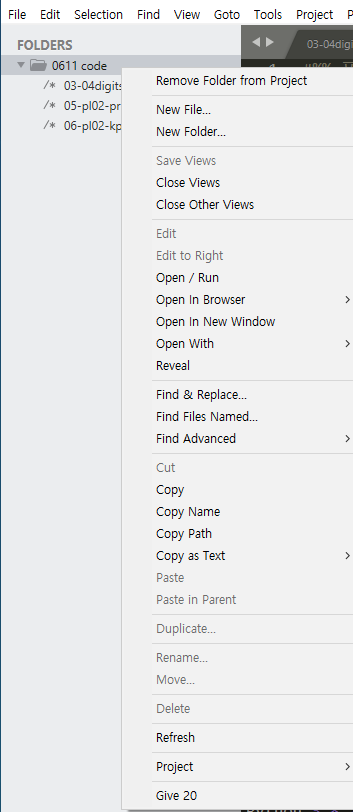 File Edit Selection Find View Goto Tools Project
FOLDERS
03-04digi
0611 code
/* 03-04digits
/* 05-pl02-pr
/* 06-pl02-kp
Remove Folder from Project
New File...
New Folder...
Save Views
Close Views
Close Other Views
Edit
Edit to Right
Open / Run
Open In Browser
Open In New Window
Open With
Reveal
Find & Replace...
Find Files Named...
Find Advanced
Cut
Copy
Copy Name
Copy Path
Copy as Text
Paste
Paste in Parent
Duplicate...
Rename...
Move...
Delete
Refresh
Project
Give 20